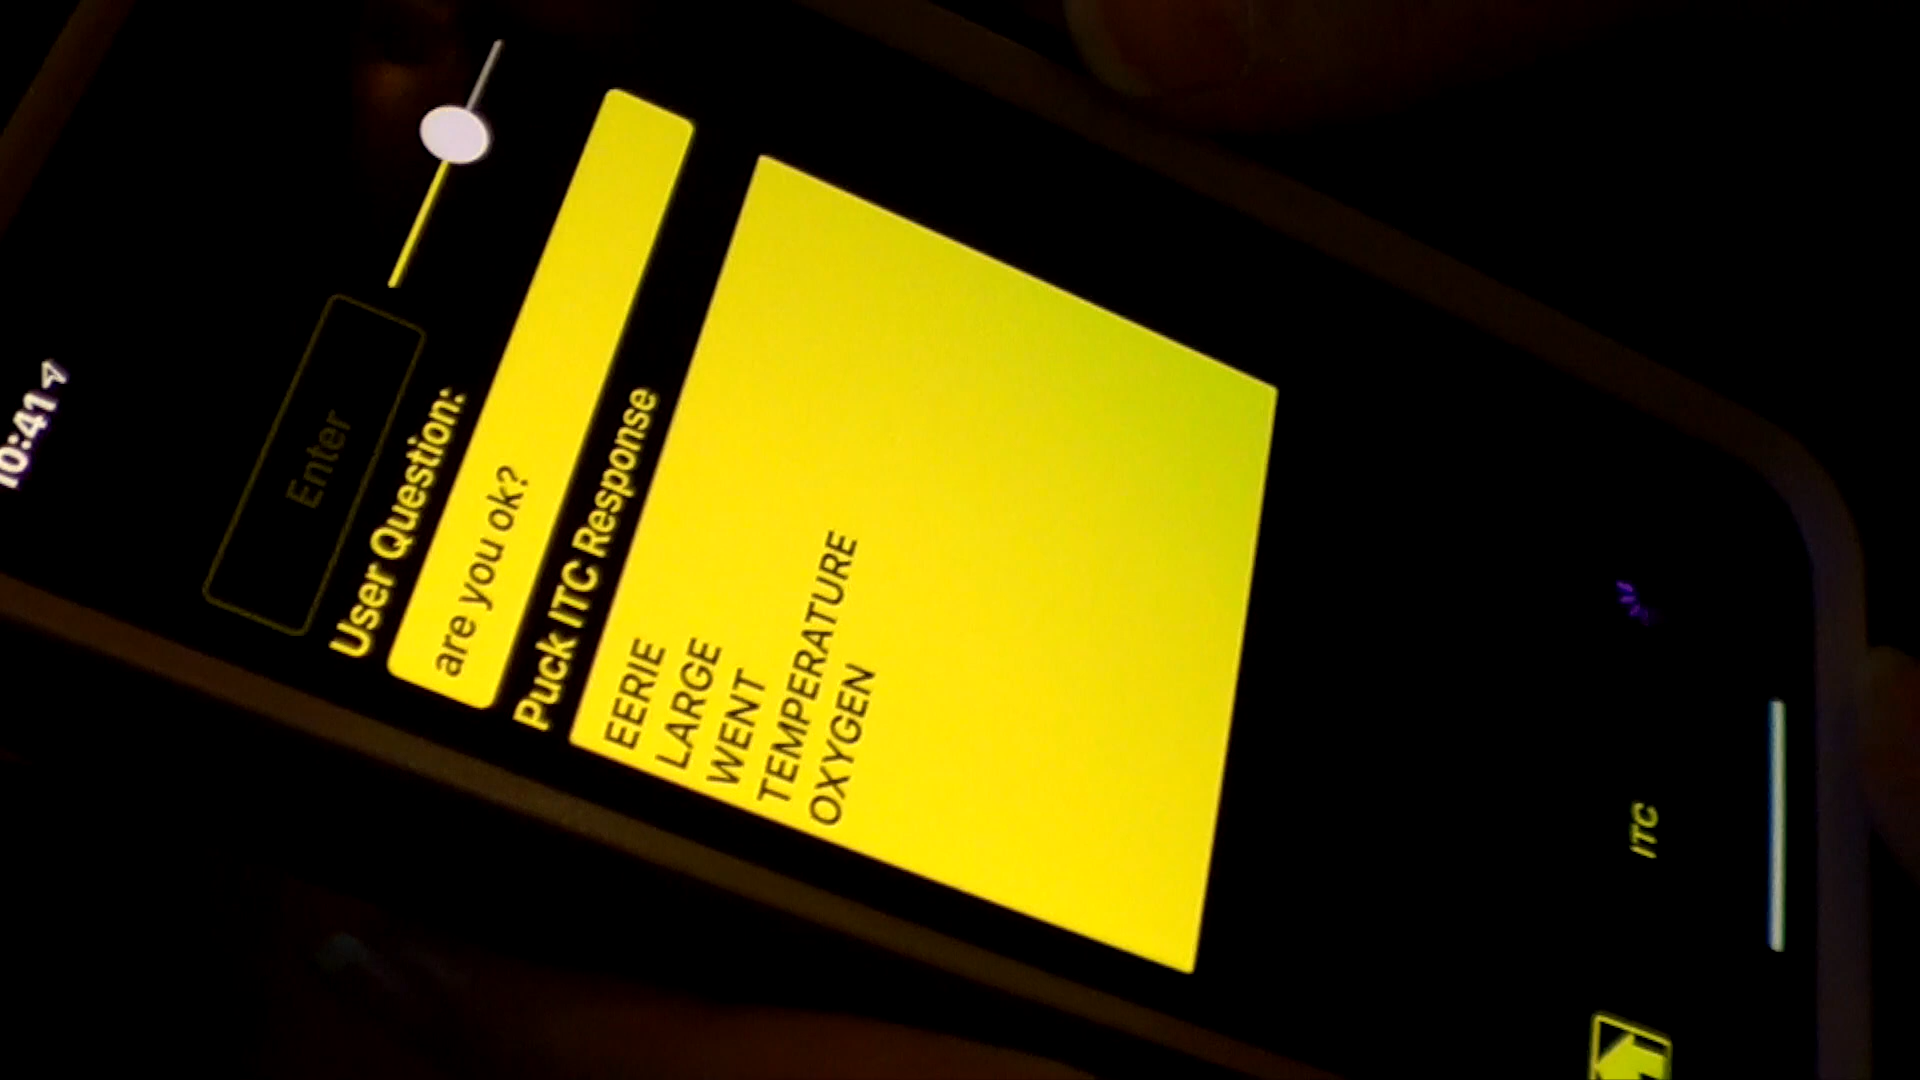 10:41
Enter
User Question:
are you ok?
Puck ITC Response
EERIE
LARGE
WENT
TEMPERATURE
OXYGEN
ITC